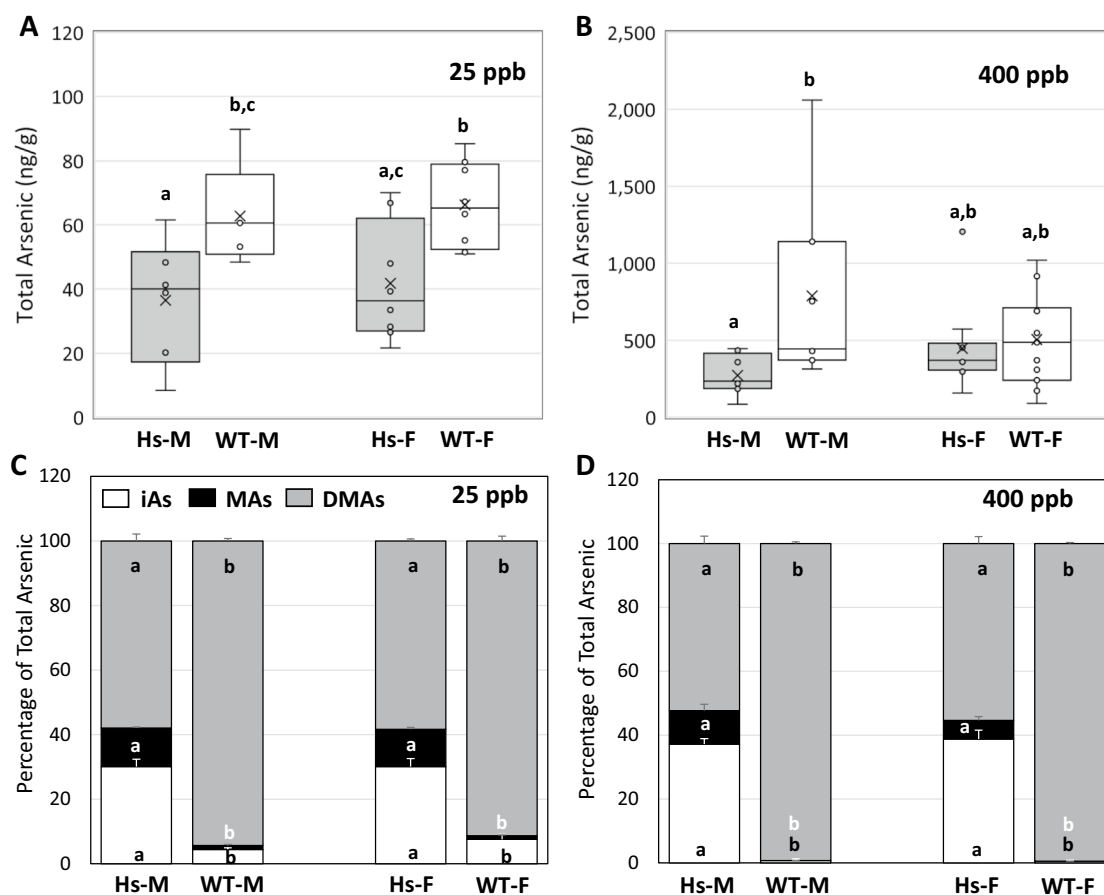 A
B
120
100
80
60
40
20
0
Total Arsenic (ng/g)
25 ppb
a
b,c
a,c
b
Hs-M WT-M Hs-F WT-F
2,500
2,000
1,500
1,000
500
0
Total Arsenic (ng/g)
400 ppb
a
b
a,b
a,b
Hs-M WT-M Hs-F WT-F
C
120
100
80
60
40
20
0
Percentage of Total Arsenic
iAs MAs DMAs
25 ppb
a b a b
a b a b
a b a b
Hs-M WT-M Hs-F WT-F
D
120
100
80
60
40
20
0
Percentage of Total Arsenic
400 ppb
a b a b
a b a b
a b a b
Hs-M WT-M Hs-F WT-F